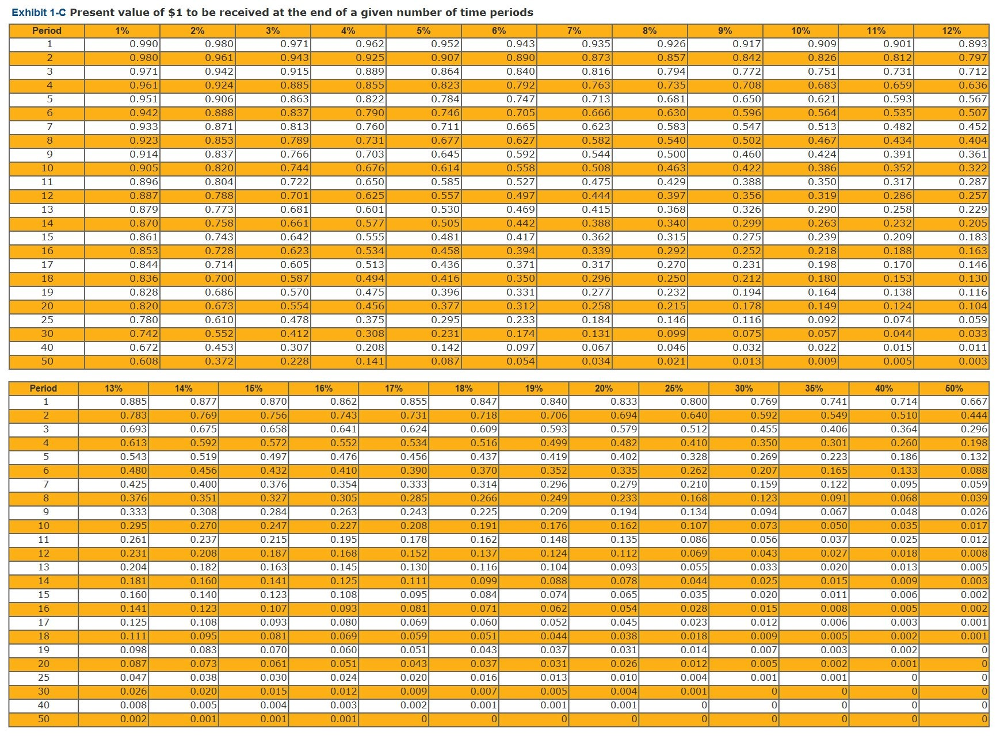 Exhibit 1-C Present value of $1 to be received at the end of a given number of time periods
Period 1% 2% 3% 4% 5% 6% 7% 8% 9% 10% 11% 12%
1 0.990 0.980 0.971 0.962 0.952 0.943 0.935 0.926 0.917 0.909 0.901 0.893
2 0.980 0.961 0.943 0.925 0.907 0.890 0.873 0.857 0.842 0.826 0.812 0.797
3 0.971 0.942 0.915 0.889 0.864 0.840 0.816 0.794 0.772 0.751 0.731 0.712
4 0.961 0.924 0.885 0.855 0.823 0.792 0.763 0.735 0.708 0.683 0.659 0.636
5 0.951 0.906 0.863 0.822 0.784 0.747 0.713 0.681 0.650 0.621 0.593 0.567
6 0.942 0.888 0.837 0.790 0.746 0.705 0.666 0.630 0.596 0.564 0.535 0.507
7 0.933 0.871 0.813 0.760 0.711 0.665 0.623 0.583 0.547 0.513 0.482 0.452
8 0.923 0.853 0.789 0.731 0.677 0.627 0.582 0.540 0.502 0.467 0.434 0.404
9 0.914 0.837 0.766 0.703 0.645 0.592 0.544 0.500 0.460 0.424 0.391 0.361
10 0.905 0.820 0.744 0.676 0.614 0.558 0.508 0.463 0.422 0.386 0.352 0.322
11 0.896 0.804 0.722 0.650 0.585 0.527 0.475 0.429 0.388 0.350 0.317 0.287
12 0.887 0.788 0.701 0.625 0.557 0.497 0.444 0.397 0.356 0.319 0.286 0.257
13 0.879 0.773 0.681 0.601 0.530 0.469 0.415 0.368 0.326 0.290 0.258 0.229
14 0.870 0.758 0.661 0.577 0.505 0.442 0.388 0.340 0.299 0.263 0.232 0.205
15 0.861 0.743 0.642 0.555 0.481 0.417 0.362 0.315 0.275 0.239 0.209 0.183
16 0.853 0.728 0.623 0.534 0.458 0.394 0.339 0.292 0.252 0.218 0.188 0.163
17 0.844 0.714 0.605 0.513 0.436 0.371 0.317 0.270 0.231 0.198 0.170 0.146
18 0.836 0.700 0.587 0.494 0.416 0.350 0.296 0.250 0.212 0.180 0.153 0.130
19 0.828 0.686 0.570 0.475 0.396 0.331 0.277 0.232 0.194 0.164 0.138 0.116
20 0.820 0.673 0.554 0.456 0.377 0.312 0.258 0.215 0.178 0.149 0.124 0.104
25 0.780 0.610 0.478 0.375 0.295 0.233 0.184 0.146 0.116 0.092 0.074 0.059
30 0.742 0.552 0.412 0.308 0.231 0.174 0.131 0.099 0.075 0.057 0.044 0.033
40 0.672 0.453 0.307 0.208 0.142 0.097 0.067 0.046 0.032 0.022 0.015 0.011
50 0.608 0.372 0.228 0.141 0.087 0.054 0.034 0.021 0.013 0.009 0.005 0.003
Period 13% 14% 15% 16% 17% 18% 19% 20% 25% 30% 35% 40% 50%
1 0.885 0.877 0.870 0.862 0.855 0.847 0.840 0.833 0.800 0.769 0.741 0.714 0.667
2 0.783 0.769 0.756 0.743 0.731 0.718 0.706 0.694 0.640 0.592 0.549 0.510 0.444
3 0.693 0.675 0.658 0.641 0.624 0.609 0.593 0.579 0.512 0.455 0.406 0.364 0.296
4 0.613 0.592 0.572 0.552 0.534 0.516 0.499 0.482 0.410 0.350 0.301 0.260 0.198
5 0.543 0.519 0.497 0.476 0.456 0.437 0.419 0.402 0.328 0.269 0.223 0.186 0.132
6 0.480 0.456 0.432 0.410 0.390 0.370 0.352 0.335 0.262 0.207 0.165 0.133 0.088
7 0.425 0.400 0.376 0.354 0.333 0.314 0.296 0.279 0.210 0.159 0.122 0.095 0.059
8 0.376 0.351 0.327 0.305 0.285 0.266 0.249 0.233 0.168 0.123 0.091 0.068 0.039
9 0.333 0.308 0.284 0.263 0.243 0.225 0.209 0.194 0.134 0.094 0.067 0.048 0.026
10 0.295 0.270 0.247 0.227 0.208 0.191 0.176 0.162 0.107 0.073 0.050 0.035 0.017
11 0.261 0.237 0.215 0.195 0.178 0.162 0.148 0.135 0.086 0.056 0.037 0.025 0.012
12 0.231 0.208 0.187 0.168 0.152 0.137 0.124 0.112 0.069 0.043 0.027 0.018 0.008
13 0.204 0.182 0.163 0.145 0.130 0.116 0.104 0.093 0.055 0.033 0.020 0.013 0.005
14 0.181 0.160 0.141 0.125 0.111 0.099 0.088 0.078 0.044 0.025 0.015 0.009 0.003
15 0.160 0.140 0.123 0.108 0.095 0.084 0.074 0.065 0.035 0.020 0.011 0.006 0.002
16 0.141 0.123 0.107 0.093 0.081 0.071 0.062 0.054 0.028 0.015 0.008 0.005 0.002
17 0.125 0.108 0.093 0.080 0.069 0.060 0.052 0.045 0.023 0.012 0.006 0.003 0.001
18 0.111 0.095 0.081 0.069 0.059 0.051 0.044 0.038 0.018 0.009 0.005 0.002 0.001
19 0.098 0.083 0.070 0.060 0.051 0.043 0.037 0.031 0.014 0.007 0.003 0.002 0
20 0.087 0.073 0.061 0.051 0.043 0.037 0.031 0.026 0.012 0.005 0.002 0.001 0
25 0.047 0.038 0.030 0.024 0.020 0.016 0.013 0.010 0.004 0.001 0.001 0 0
30 0.026 0.020 0.015 0.012 0.009 0.007 0.005 0.004 0.001 0 0 0 0
40 0.008 0.005 0.004 0.003 0.002 0.001 0.001 0.001 0 0 0 0 0
50 0.002 0.001 0.001 0.001 0 0 0 0 0 0 0 0 0